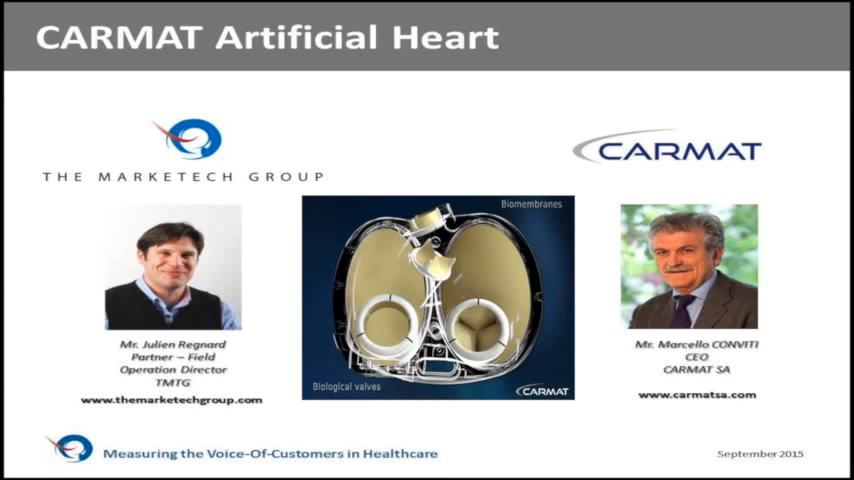 CARMAT Artificial Heart
THE MARKETECH GROUP
CARMAT
Biomembranes
Biological valves
CARMAT
Mr. Julien Regnard
Partner – Field
Operation Director
TMTG
www.themarketechgroup.com
Mr. Marcello CONVITI
CEO
CARMAT SA
www.carmatsa.com
Measuring the Voice-Of-Customers in Healthcare
September 2015